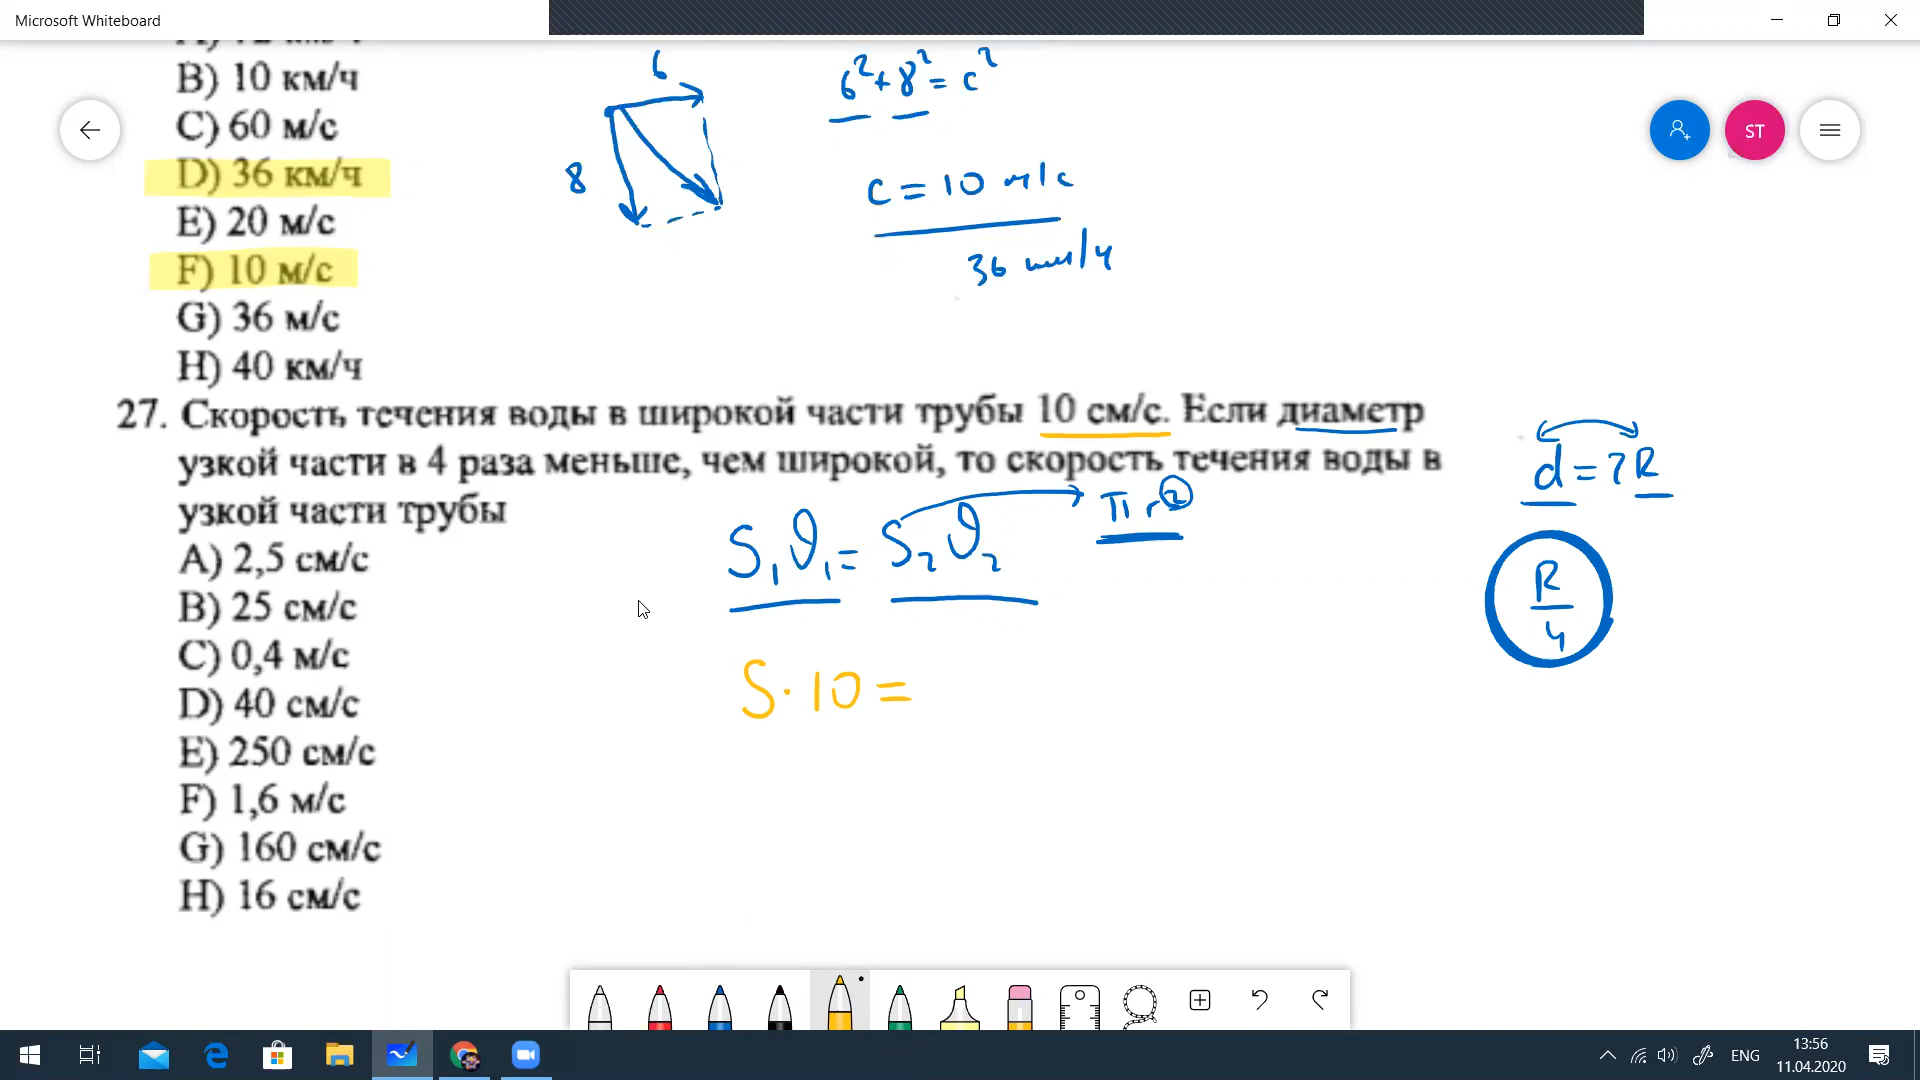 Microsoft Whiteboard
B) 10 км/ч
C) 60 м/с
D) 36 км/ч
E) 20 м/с
F) 10 м/с
G) 36 м/с
H) 40 км/ч
6
8
6² + 8² = c²
c = 10 м/с
36 км/ч
ST
27. Скорость течения воды в широкой части трубы 10 см/с. Если диаметр
узкой части в 4 раза меньше, чем широкой, то скорость течения воды в
узкой части трубы
A) 2,5 см/с
B) 25 см/с
C) 0,4 м/с
D) 40 см/с
E) 250 см/с
F) 1,6 м/с
G) 160 см/с
H) 16 см/с
S₁ϑ₁ = S₂ϑ₂
πr²
S · 10 =
d = 2R
R
4
ENG
13:56
11.04.2020